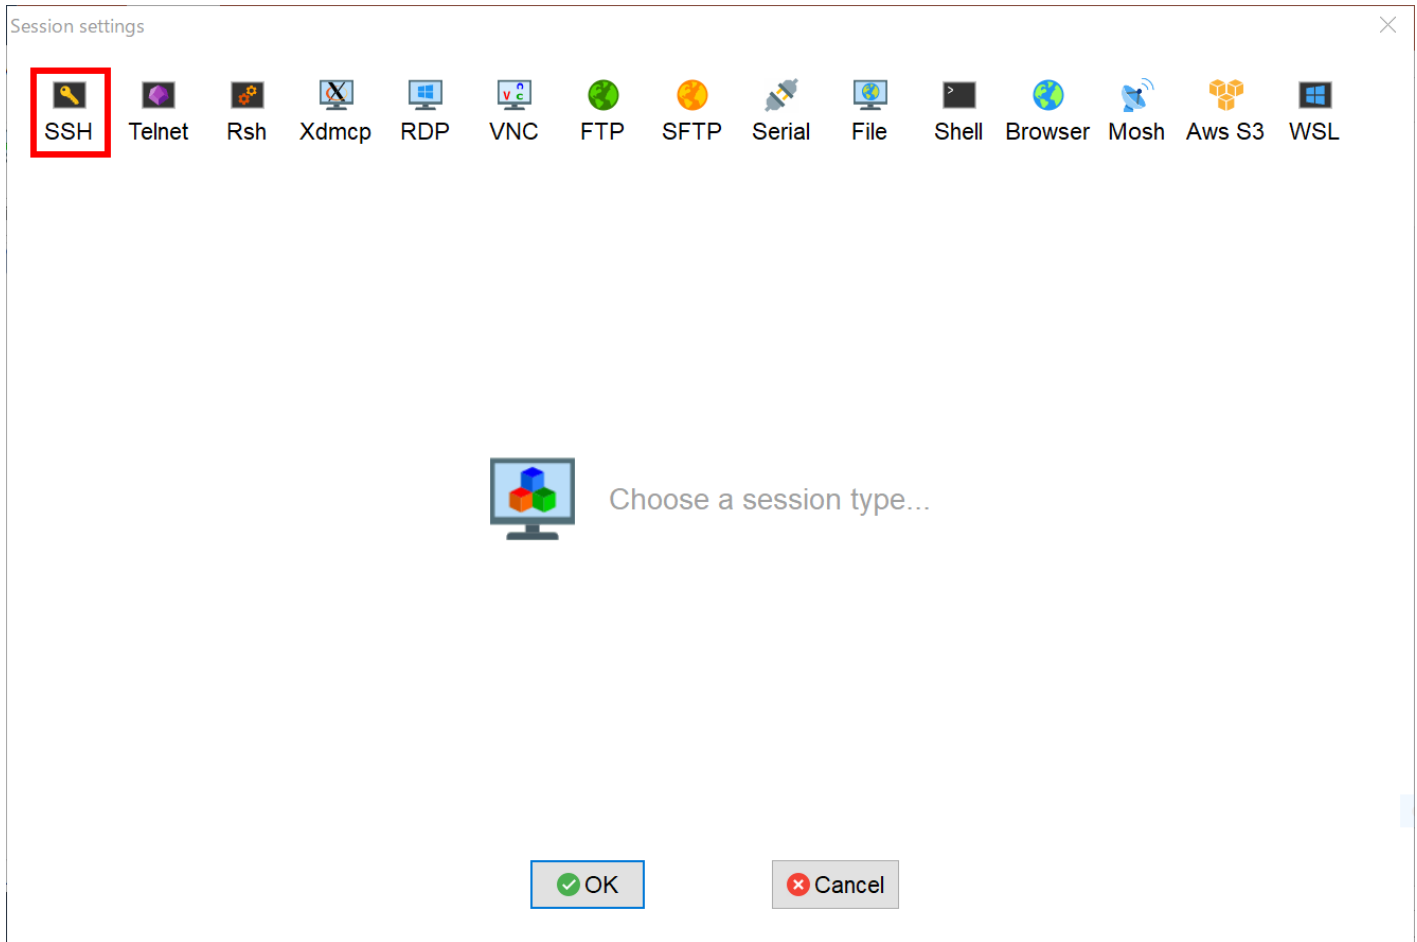 Session settings
SSH Telnet Rsh Xdmcp RDP VNC FTP SFTP Serial File Shell Browser Mosh Aws S3 WSL
Choose a session type...
OK Cancel